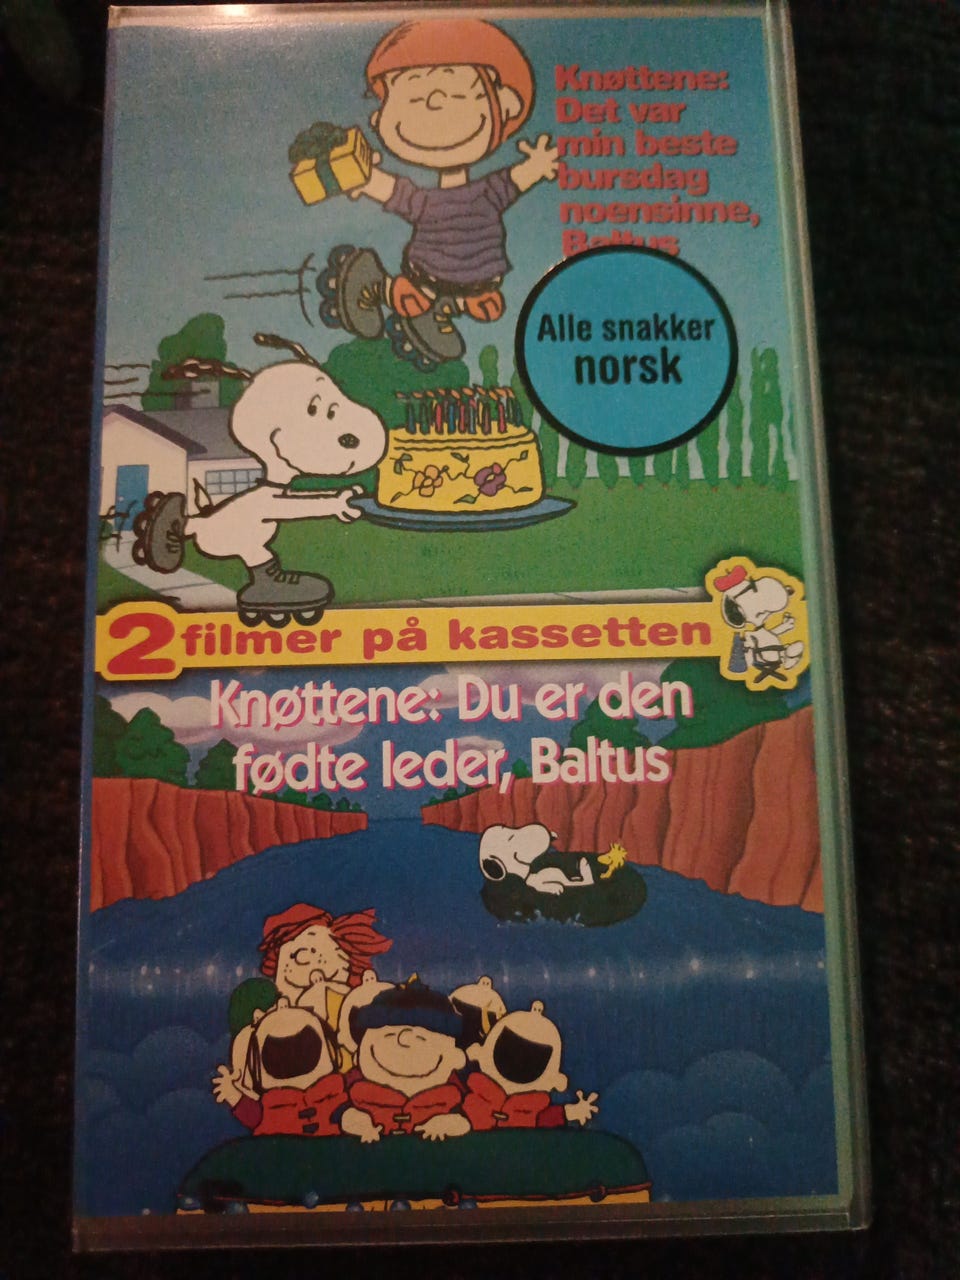 Knøttene:
Det var
min beste
bursdag
noensinne,
Baltus
Alle snakker
norsk
2 filmer på kassetten
Knøttene: Du er den
fødte leder, Baltus